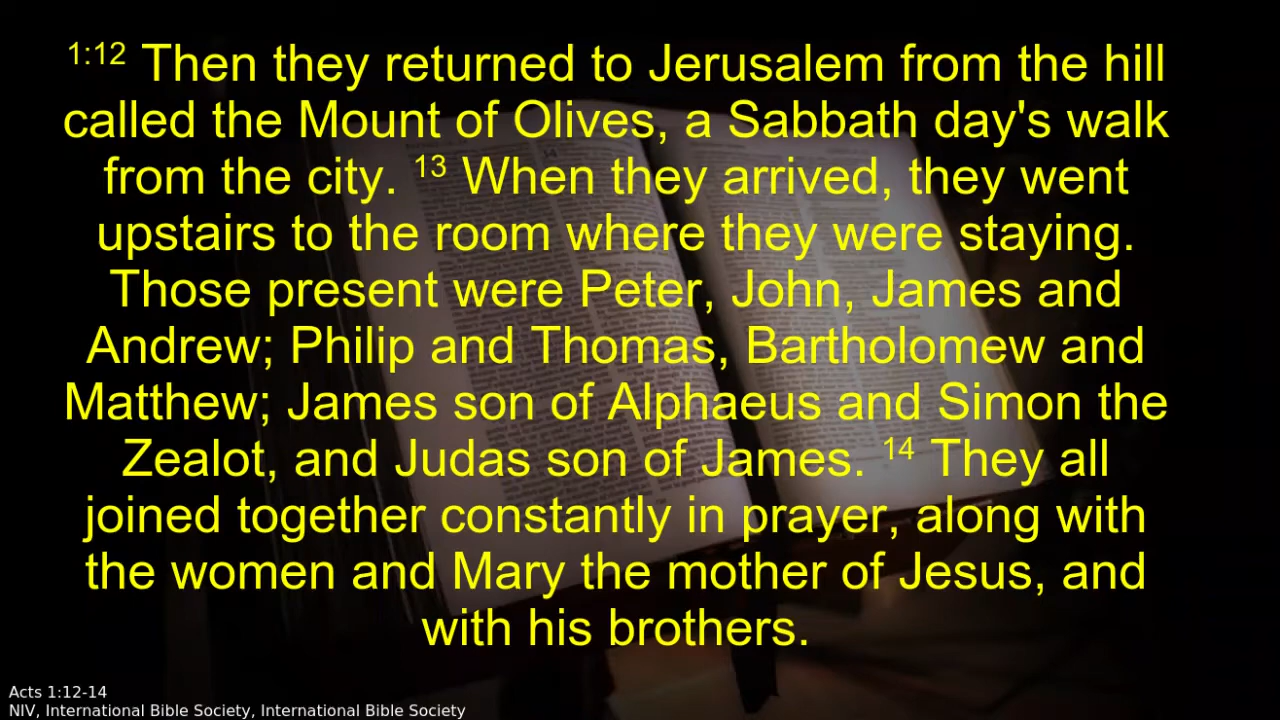 1:12 Then they returned to Jerusalem from the hill
called the Mount of Olives, a Sabbath day's walk
from the city. 13 When they arrived, they went
upstairs to the room where they were staying.
Those present were Peter, John, James and
Andrew; Philip and Thomas, Bartholomew and
Matthew; James son of Alphaeus and Simon the
Zealot, and Judas son of James. 14 They all
joined together constantly in prayer, along with
the women and Mary the mother of Jesus, and
with his brothers.
Acts 1:12-14
NIV, International Bible Society, International Bible Society